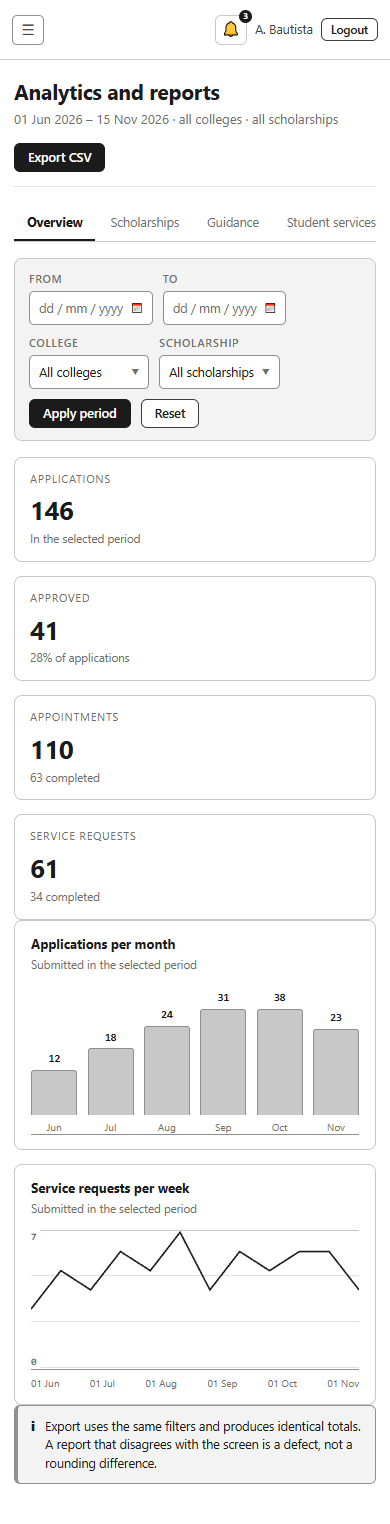 ☰
3
A. Bautista
Logout
Analytics and reports
01 Jun 2026 – 15 Nov 2026 · all colleges · all scholarships
Export CSV
Overview Scholarships Guidance Student services
FROM TO
dd / mm / yyyy dd / mm / yyyy
COLLEGE SCHOLARSHIP
All colleges All scholarships
Apply period Reset
APPLICATIONS
146
In the selected period
APPROVED
41
28% of applications
APPOINTMENTS
110
63 completed
SERVICE REQUESTS
61
34 completed
Applications per month
Submitted in the selected period
12 18 24 31 38 23
Jun Jul Aug Sep Oct Nov
Service requests per week
Submitted in the selected period
7
0
01 Jun 01 Jul 01 Aug 01 Sep 01 Oct 01 Nov
i Export uses the same filters and produces identical totals.
A report that disagrees with the screen is a defect, not a
rounding difference.